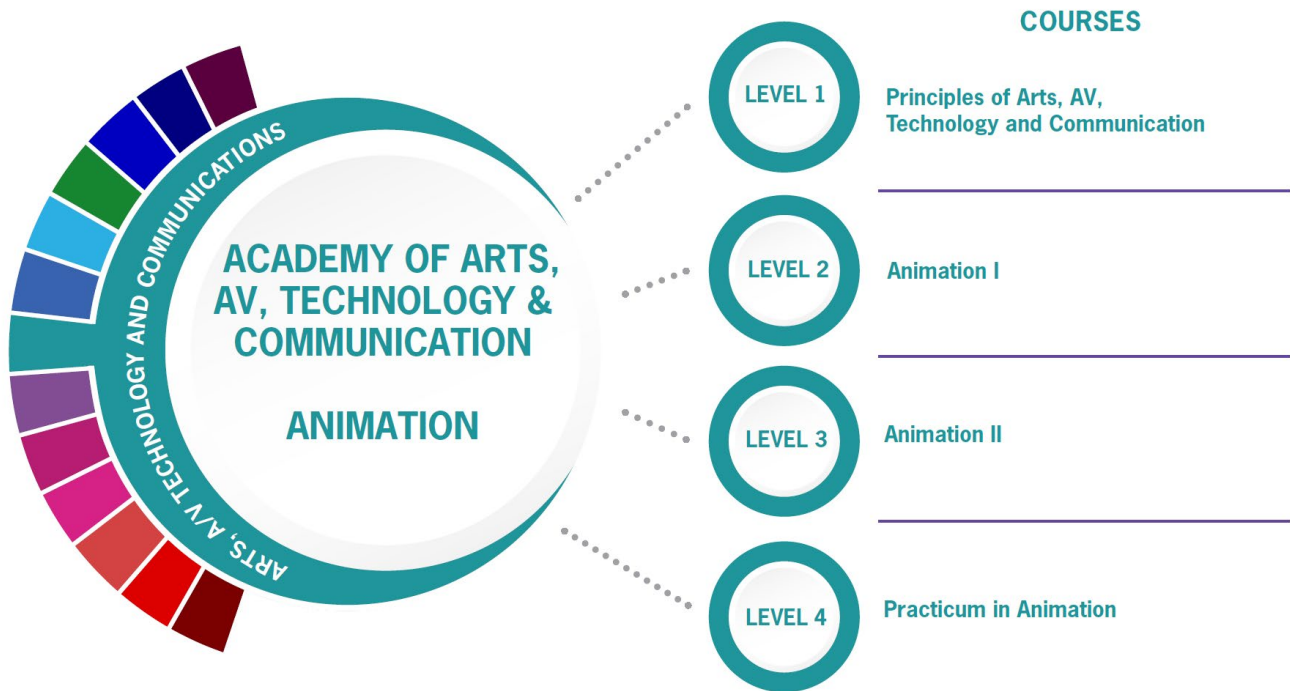 ARTS, A/V TECHNOLOGY AND COMMUNICATIONS
ACADEMY OF ARTS,
AV, TECHNOLOGY &
COMMUNICATION
ANIMATION
COURSES
LEVEL 1
Principles of Arts, AV,
Technology and Communication
LEVEL 2
Animation I
LEVEL 3
Animation II
LEVEL 4
Practicum in Animation